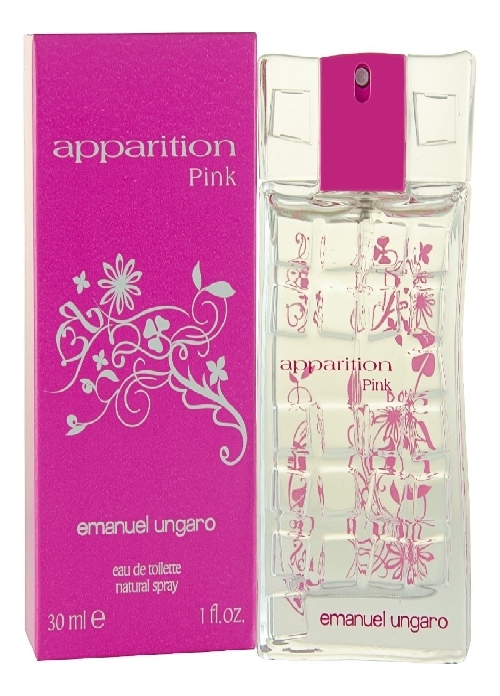 apparition
Pink
emanuel ungaro
eau de toilette
natural spray
30 ml e 1 fl.oz.
apparition
Pink
emanuel ungaro